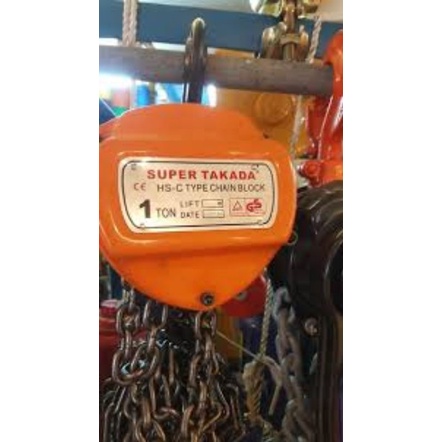 SUPER TAKADA
CE HS-C TYPE CHAIN BLOCK
1 TON LIFT
DATE
GS